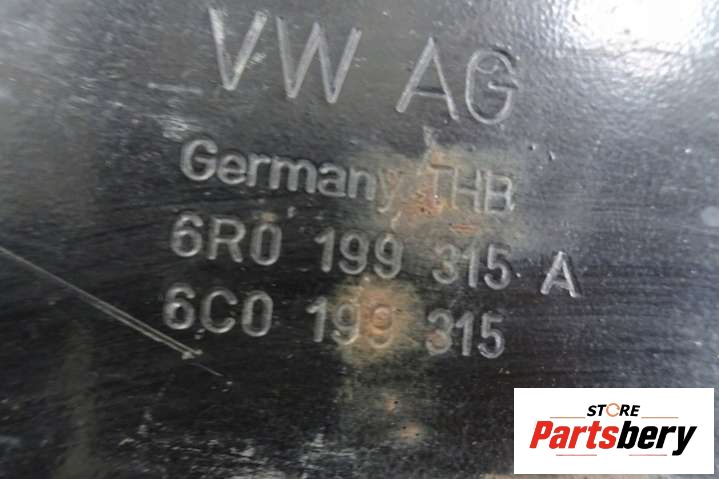 VW AG
Germany THB
6R0 199 315 A
6C0 199 315
STORE
Partsbery